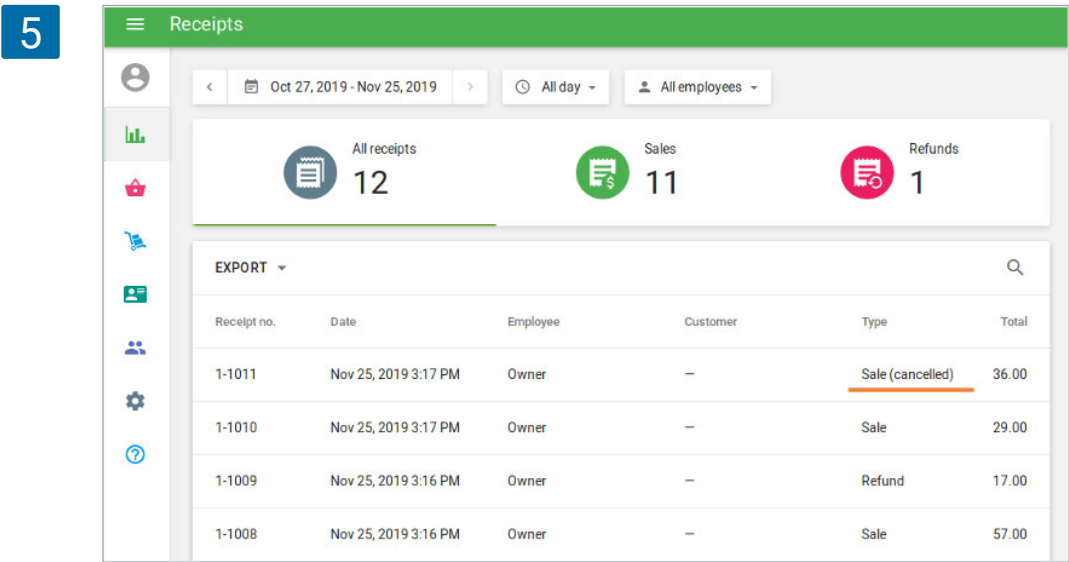 5
Receipts
Oct 27, 2019 - Nov 25, 2019 All day All employees
All receipts Sales Refunds
12 11 1
EXPORT
Receipt no. Date Employee Customer Type Total
1-1011 Nov 25, 2019 3:17 PM Owner — Sale (cancelled) 36.00
1-1010 Nov 25, 2019 3:17 PM Owner — Sale 29.00
1-1009 Nov 25, 2019 3:16 PM Owner — Refund 17.00
1-1008 Nov 25, 2019 3:16 PM Owner — Sale 57.00